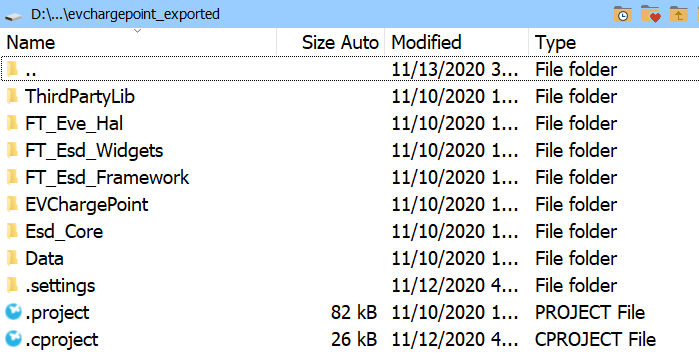 D:\...\evchargepoint_exported
Name Size Auto Modified Type
.. 11/13/2020 3... File folder
ThirdPartyLib 11/10/2020 1... File folder
FT_Eve_Hal 11/10/2020 1... File folder
FT_Esd_Widgets 11/10/2020 1... File folder
FT_Esd_Framework 11/10/2020 1... File folder
EVChargePoint 11/10/2020 1... File folder
Esd_Core 11/10/2020 1... File folder
Data 11/10/2020 1... File folder
.settings 11/12/2020 4... File folder
.project 82 kB 11/10/2020 1... PROJECT File
.cproject 26 kB 11/12/2020 4... CPROJECT File